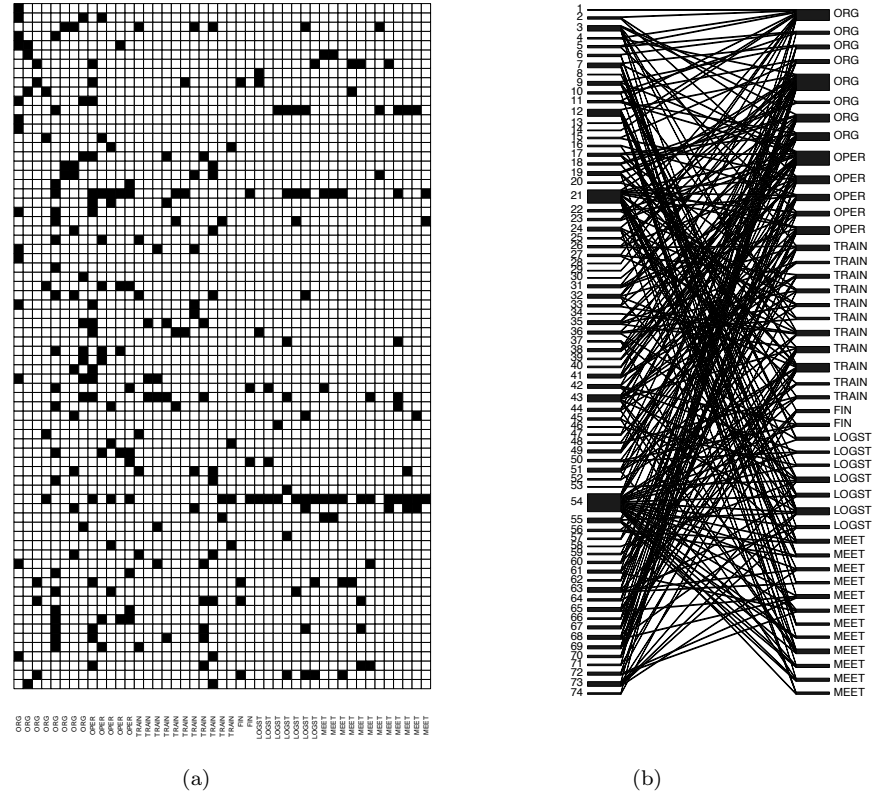 ORG
ORG
ORG
ORG
ORG
ORG
ORG
ORG
OPER
OPER
OPER
OPER
OPER
TRAIN
TRAIN
TRAIN
TRAIN
TRAIN
TRAIN
TRAIN
TRAIN
TRAIN
TRAIN
TRAIN
FIN
FIN
LOGST
LOGST
LOGST
LOGST
LOGST
LOGST
LOGST
MEET
MEET
MEET
MEET
MEET
MEET
MEET
MEET
MEET
MEET
MEET
MEET
(a)
1
2
3
4
5
6
7
8
9
10
11
12
13
14
15
16
17
18
19
20
21
22
23
24
25
26
27
28
29
30
31
32
33
34
35
36
37
38
39
40
41
42
43
44
45
46
47
48
49
50
51
52
53
54
55
56
57
58
59
60
61
62
63
64
65
66
67
68
69
70
71
72
73
74
ORG
ORG
ORG
ORG
ORG
ORG
ORG
ORG
OPER
OPER
OPER
OPER
OPER
TRAIN
TRAIN
TRAIN
TRAIN
TRAIN
TRAIN
TRAIN
TRAIN
TRAIN
TRAIN
TRAIN
FIN
FIN
LOGST
LOGST
LOGST
LOGST
LOGST
LOGST
LOGST
MEET
MEET
MEET
MEET
MEET
MEET
MEET
MEET
MEET
MEET
MEET
MEET
(b)